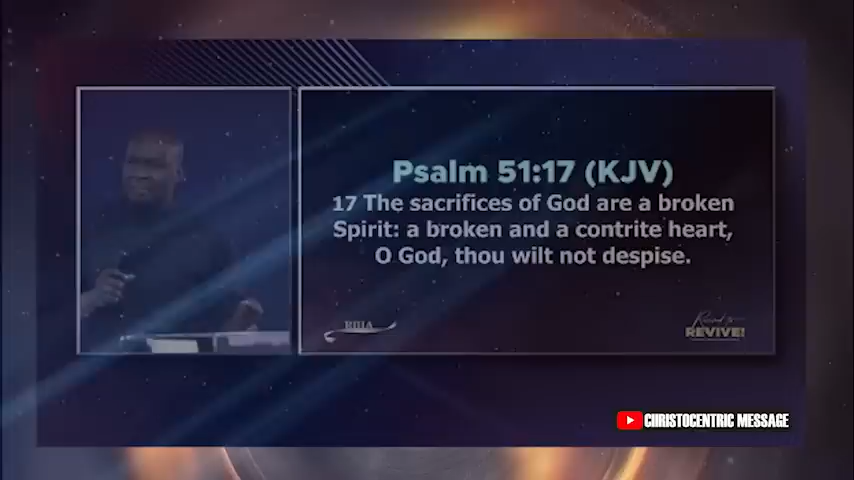 Psalm 51:17 (KJV)
17 The sacrifices of God are a broken
Spirit: a broken and a contrite heart,
O God, thou wilt not despise.
REVIVE!
CHRISTOCENTRIC MESSAGE